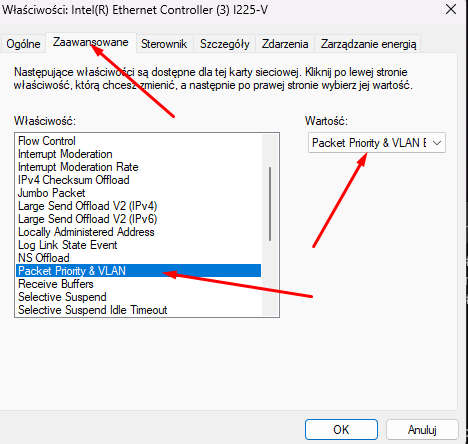 Właściwości: Intel(R) Ethernet Controller (3) I225-V
Ogólne Zaawansowane Sterownik Szczegóły Zdarzenia Zarządzanie energią
Następujące właściwości są dostępne dla tej karty sieciowej. Kliknij po lewej stronie
właściwość, którą chcesz zmienić, a następnie po prawej stronie wybierz jej wartość.
Właściwość:
Flow Control
Interrupt Moderation
Interrupt Moderation Rate
IPv4 Checksum Offload
Jumbo Packet
Large Send Offload V2 (IPv4)
Large Send Offload V2 (IPv6)
Locally Administered Address
Log Link State Event
NS Offload
Packet Priority & VLAN
Receive Buffers
Selective Suspend
Selective Suspend Idle Timeout
Wartość:
Packet Priority & VLAN E
OK Anuluj